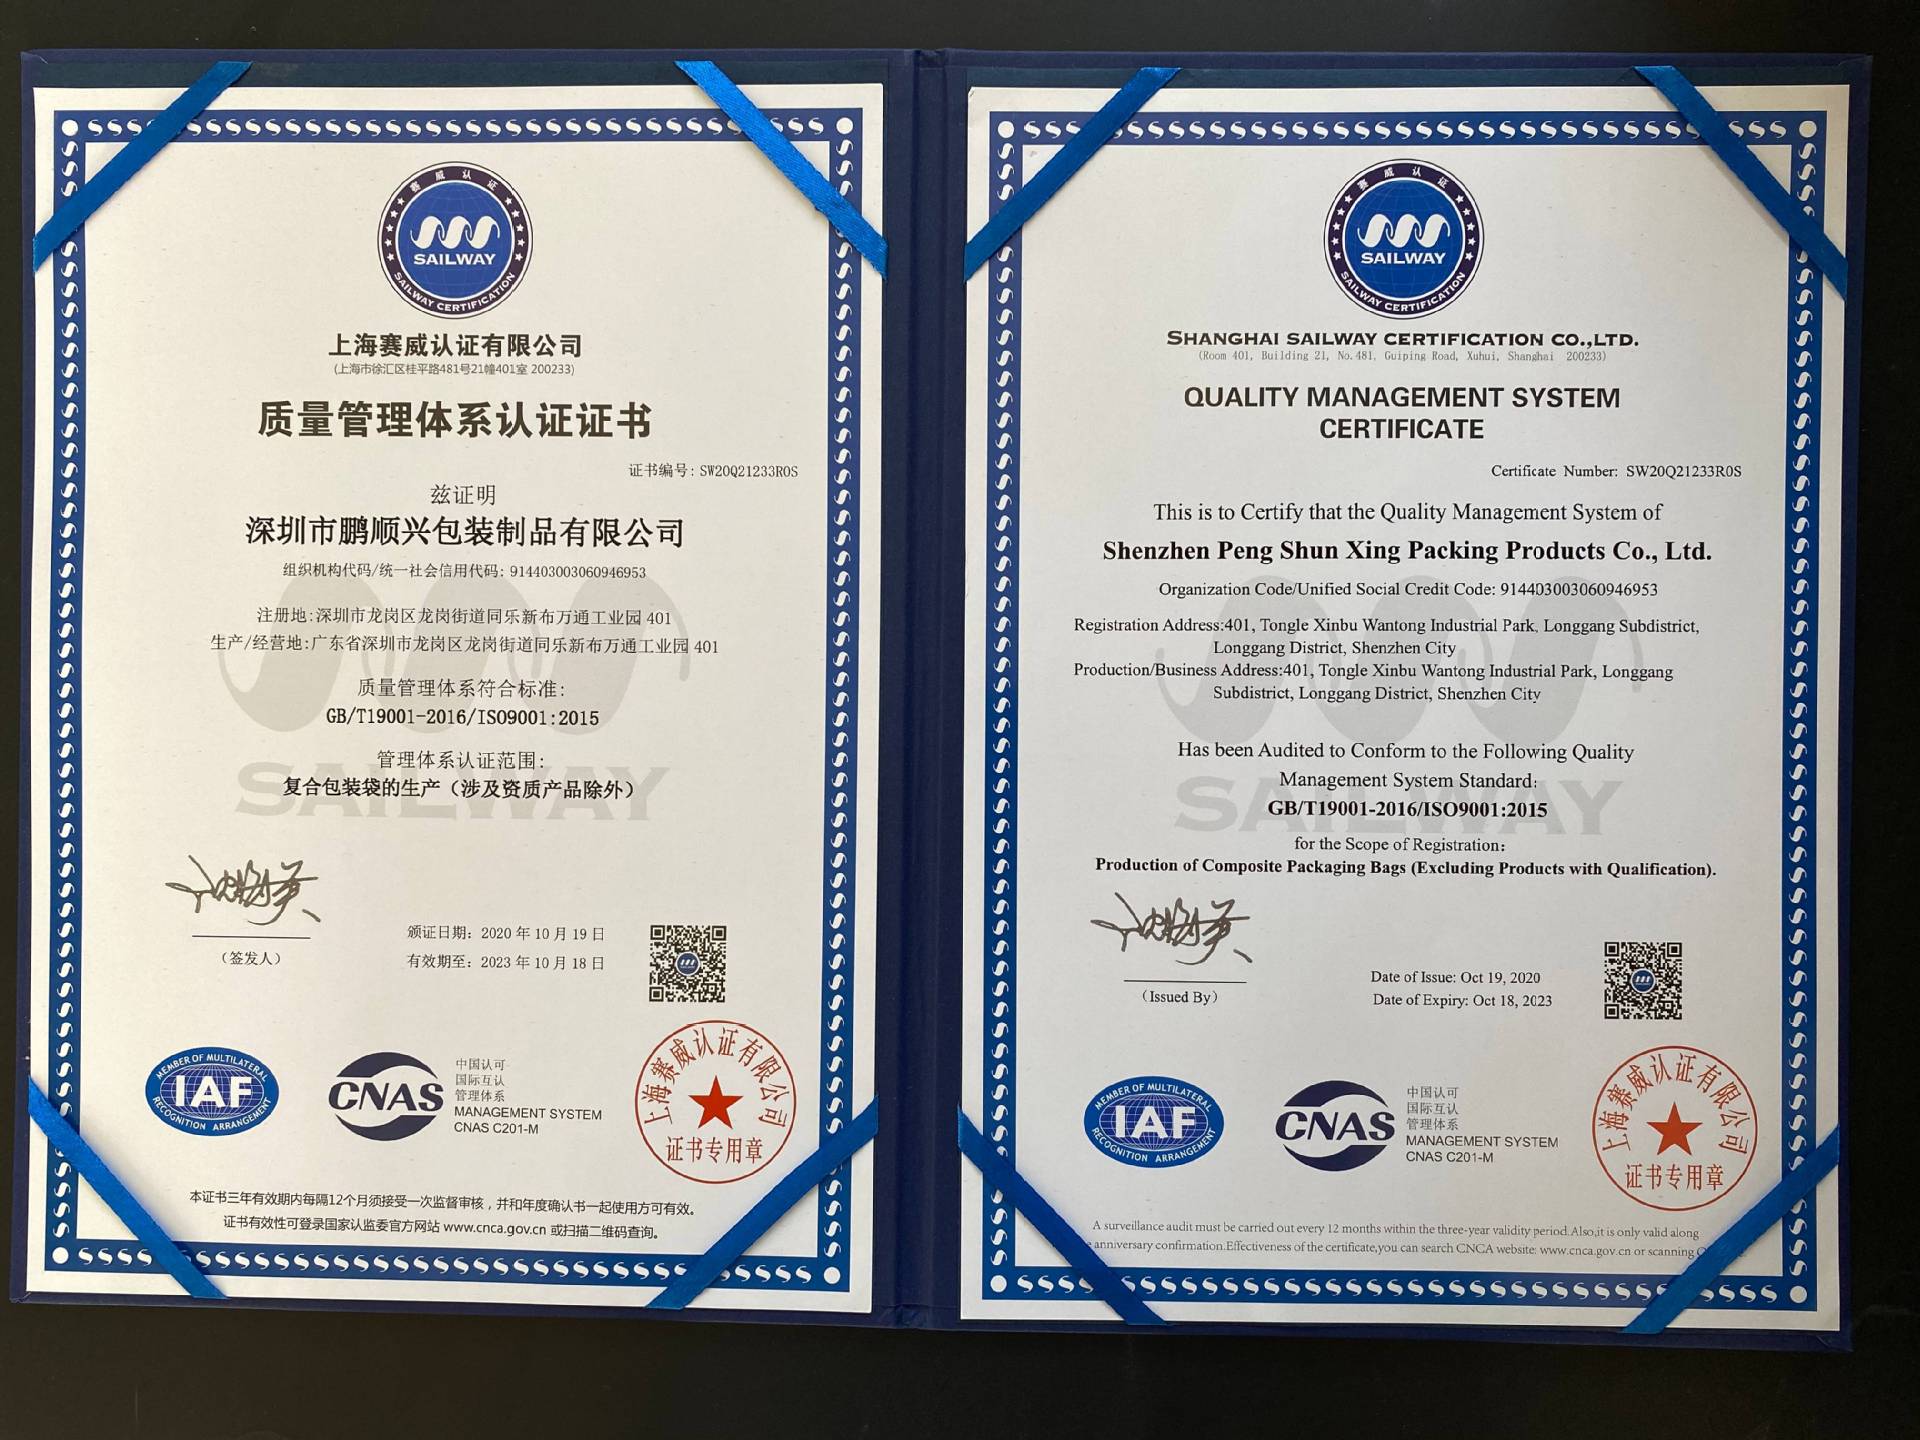 赛威认证
SAILWAY
SAILWAY CERTIFICATION
上海赛威认证有限公司
(上海市徐汇区桂平路481号21幢401室 200233)
质量管理体系认证证书
证书编号: SW20Q21233R0S
兹证明
深圳市鹏顺兴包装制品有限公司
组织机构代码/统一社会信用代码: 914403003060946953
注册地:深圳市龙岗区龙岗街道同乐新布万通工业园 401
生产/经营地:广东省深圳市龙岗区龙岗街道同乐新布万通工业园 401
质量管理体系符合标准:
GB/T19001-2016/ISO9001:2015
管理体系认证范围:
复合包装袋的生产（涉及资质产品除外）
SAILWAY
（签发人）
颁证日期: 2020 年 10 月 19 日
有效期至: 2023 年 10 月 18 日
MEMBER OF MULTILATERAL
IAF
RECOGNITION ARRANGEMENT
CNAS
中国认可
国际互认
管理体系
MANAGEMENT SYSTEM
CNAS C201-M
上海赛威认证有限公司
证书专用章
本证书三年有效期内每隔12个月须接受一次监督审核，并和年度确认书一起使用方可有效。
证书有效性可登录国家认监委官方网站 www.cnca.gov.cn 或扫描二维码查询。
赛威认证
SAILWAY
SAILWAY CERTIFICATION
SHANGHAI SAILWAY CERTIFICATION CO.,LTD.
(Room 401, Building 21, No.481, Guiping Road, Xuhui, Shanghai 200233)
QUALITY MANAGEMENT SYSTEM
CERTIFICATE
Certificate Number: SW20Q21233R0S
This is to Certify that the Quality Management System of
Shenzhen Peng Shun Xing Packing Products Co., Ltd.
Organization Code/Unified Social Credit Code: 914403003060946953
Registration Address:401, Tongle Xinbu Wantong Industrial Park, Longgang Subdistrict,
Longgang District, Shenzhen City
Production/Business Address:401, Tongle Xinbu Wantong Industrial Park, Longgang
Subdistrict, Longgang District, Shenzhen City
Has been Audited to Conform to the Following Quality
Management System Standard:
SAILWAY
GB/T19001-2016/ISO9001:2015
for the Scope of Registration:
Production of Composite Packaging Bags (Excluding Products with Qualification).
（Issued By）
Date of Issue: Oct 19, 2020
Date of Expiry: Oct 18, 2023
MEMBER OF MULTILATERAL
IAF
RECOGNITION ARRANGEMENT
CNAS
中国认可
国际互认
管理体系
MANAGEMENT SYSTEM
CNAS C201-M
上海赛威认证有限公司
证书专用章
A surveillance audit must be carried out every 12 months within the three-year validity period.Also,it is only valid along
anniversary confirmation.Effectiveness of the certificate,you can search CNCA website: www.cnca.gov.cn or scanning